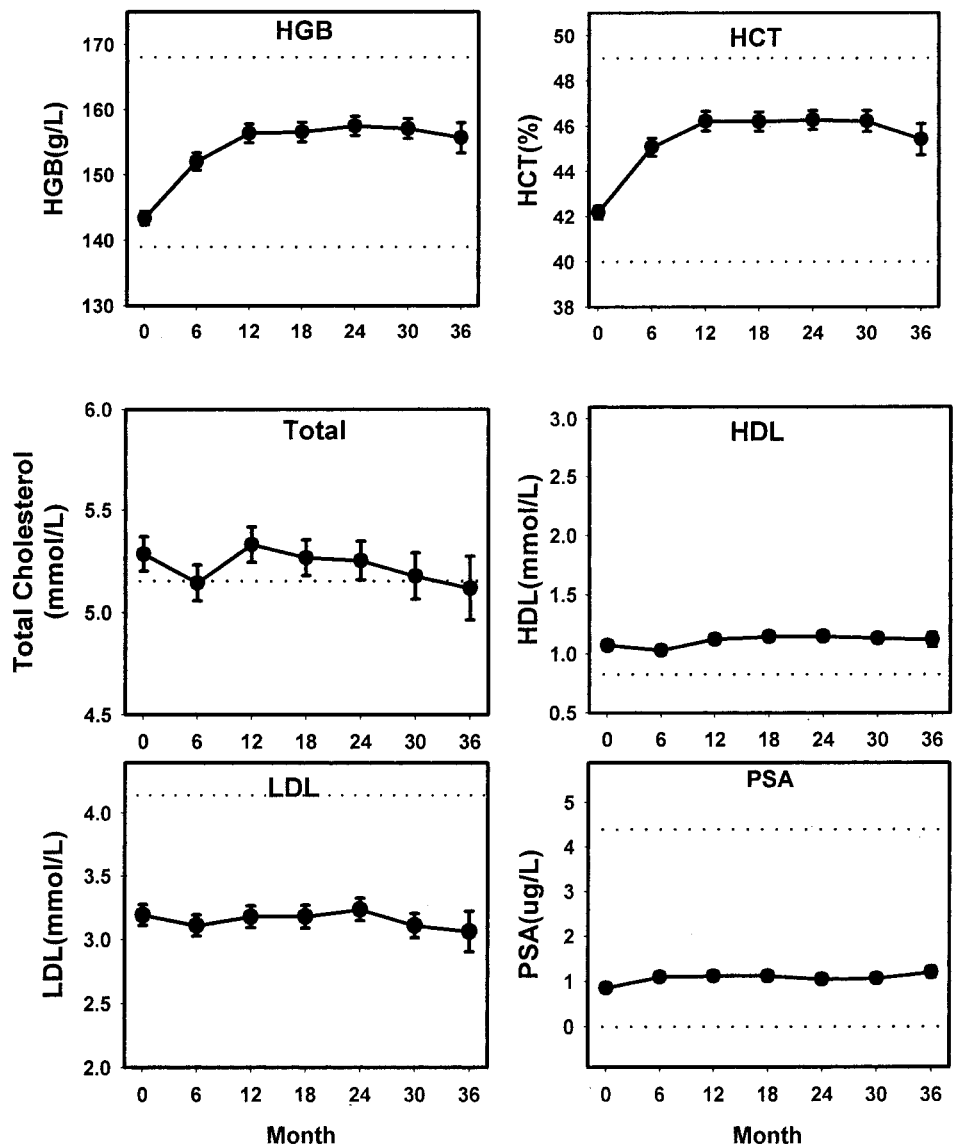 HGB
HGB(g/L)
170
160
150
140
130
0 6 12 18 24 30 36
HCT
HCT(%)
50
48
46
44
42
40
38
0 6 12 18 24 30 36
Total
Total Cholesterol
(mmol/L)
6.0
5.5
5.0
4.5
0 6 12 18 24 30 36
HDL
HDL(mmol/L)
3.0
2.5
2.0
1.5
1.0
0.5
0 6 12 18 24 30 36
LDL
LDL(mmol/L)
4.0
3.5
3.0
2.5
2.0
0 6 12 18 24 30 36
Month
PSA
PSA(ug/L)
5
4
3
2
1
0
0 6 12 18 24 30 36
Month